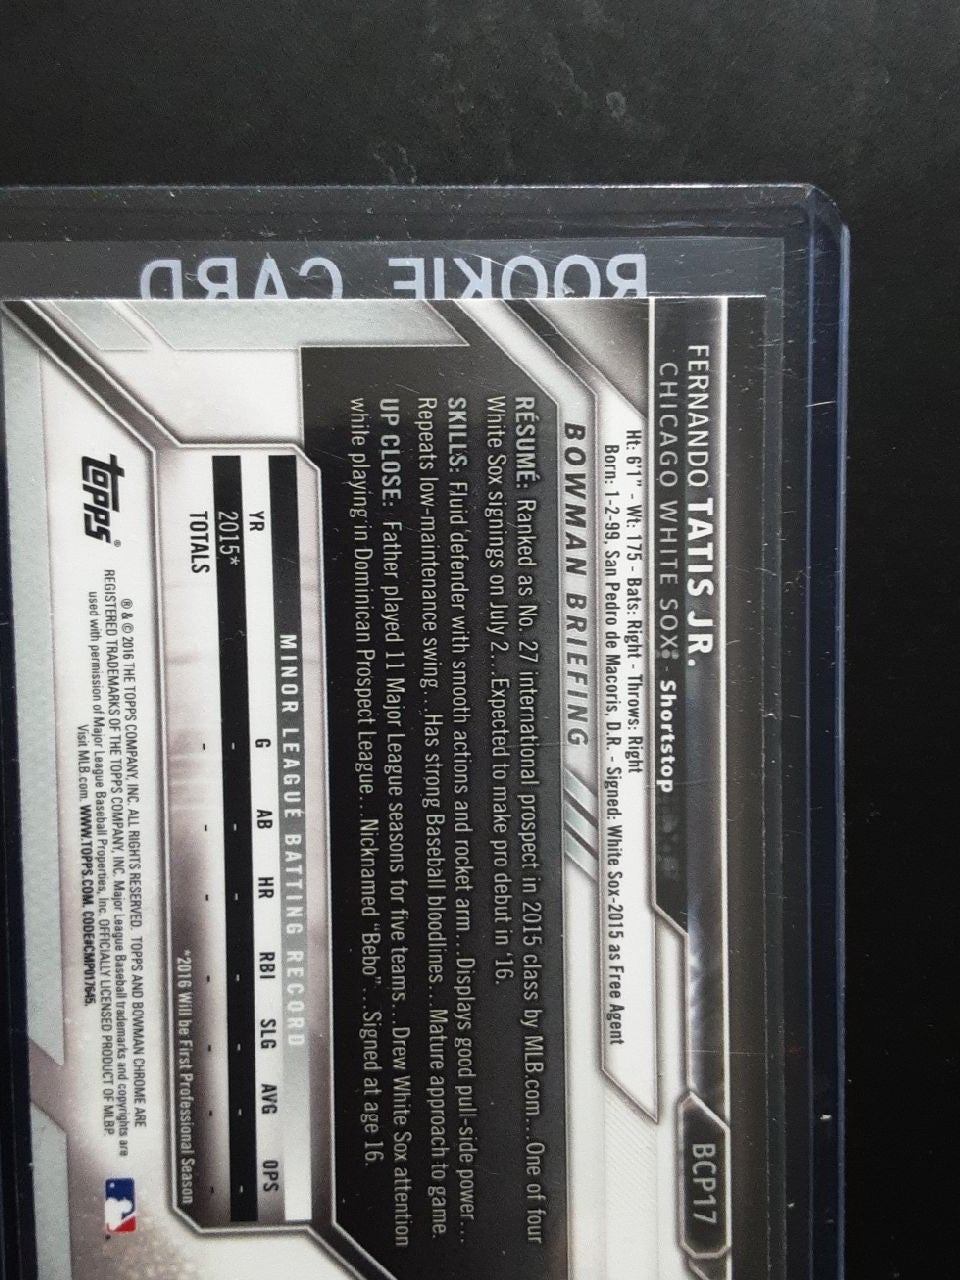 ROOKIE CARD
BCP17
FERNANDO TATIS JR.
CHICAGO WHITE SOX® - Shortstop
Ht: 6'1" - Wt: 175 - Bats: Right - Throws: Right
Born: 1-2-99, San Pedro de Macoris, D.R. - Signed: White Sox-2015 as Free Agent
BOWMAN BRIEFING
RÉSUMÉ: Ranked as No. 27 international prospect in 2015 class by MLB.com....One of four
White Sox signings on July 2...Expected to make pro debut in '16.
SKILLS: Fluid defender with smooth actions and rocket arm...Displays good pull-side power...
Repeats low-maintenance swing...Has strong Baseball bloodlines...Mature approach to game.
UP CLOSE: Father played 11 Major League seasons for five teams...Drew White Sox attention
while playing in Dominican Prospect League...Nicknamed "Bebo"...Signed at age 16.
MINOR LEAGUE BATTING RECORD
YR G AB HR RBI SLG AVG OPS
2015* - - - - - - -
TOTALS - - - - - - -
*2016 Will be First Professional Season
topps®
® & © 2016 THE TOPPS COMPANY, INC. ALL RIGHTS RESERVED. TOPPS AND BOWMAN CHROME ARE
REGISTERED TRADEMARKS OF THE TOPPS COMPANY, INC. Major League Baseball trademarks and copyrights are
used with permission of Major League Baseball Properties, Inc. OFFICIALLY LICENSED PRODUCT OF MLBP.
Visit MLB.com. WWW.TOPPS.COM. CODE#CMP017645.